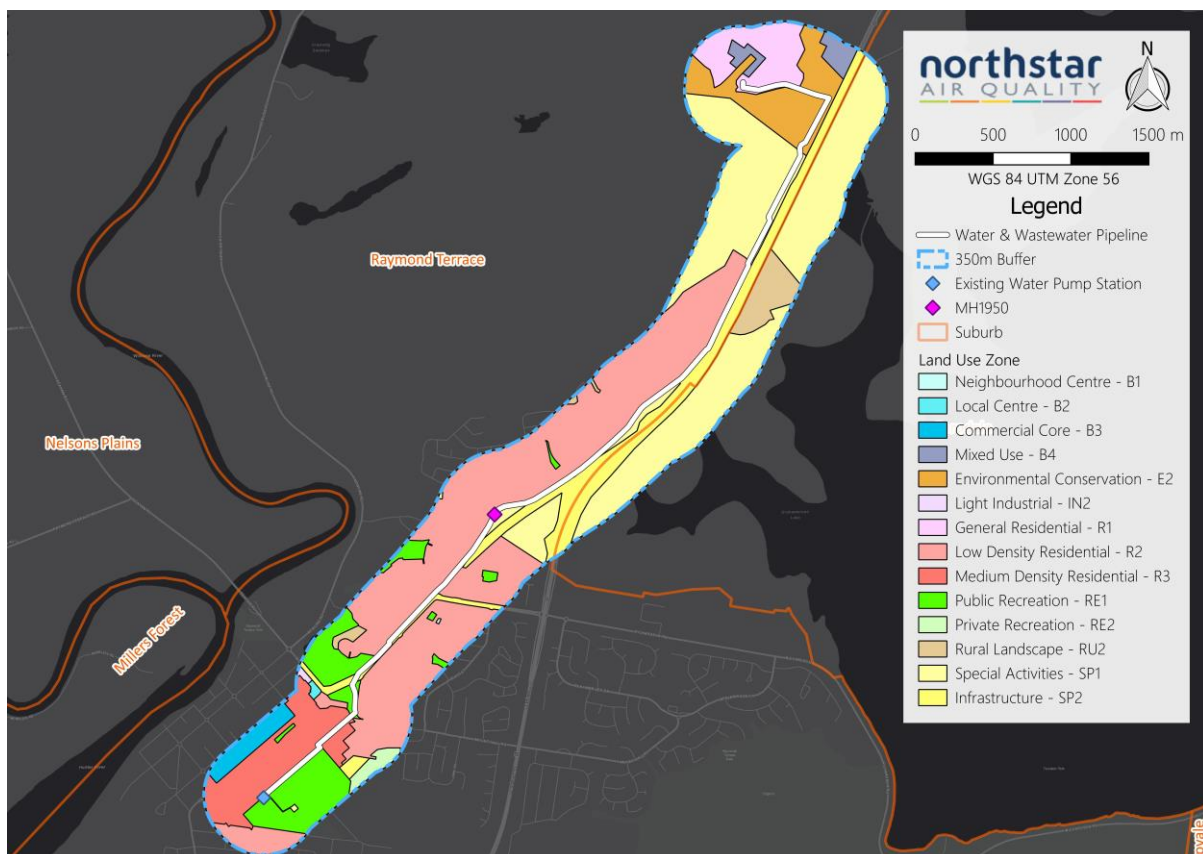 northstar
AIR QUALITY
N
0 500 1000 1500 m
WGS 84 UTM Zone 56
Legend
Water & Wastewater Pipeline
350m Buffer
Existing Water Pump Station
MH1950
Suburb
Land Use Zone
Neighbourhood Centre - B1
Local Centre - B2
Commercial Core - B3
Mixed Use - B4
Environmental Conservation - E2
Light Industrial - IN2
General Residential - R1
Low Density Residential - R2
Medium Density Residential - R3
Public Recreation - RE1
Private Recreation - RE2
Rural Landscape - RU2
Special Activities - SP1
Infrastructure - SP2
Raymond Terrace
Nelsons Plains
Millers Forest